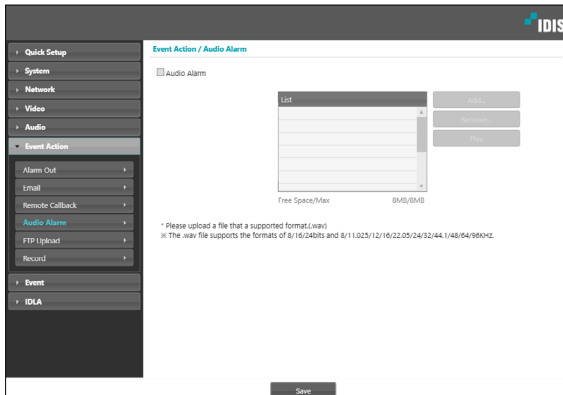 IDIS
Quick Setup
System
Network
Video
Audio
Event Action
Alarm Out
Email
Remote Callback
Audio Alarm
FTP Upload
Record
Event
IDLA
Event Action / Audio Alarm
Audio Alarm
List
Add...
Remove...
Play
Free Space/Max 8MB/8MB
* Please upload a file that a supported format.(.wav)
※ The .wav file supports the formats of 8/16/24bits and 8/11.025/12/16/22.05/24/32/44.1/48/64/96KHz.
Save